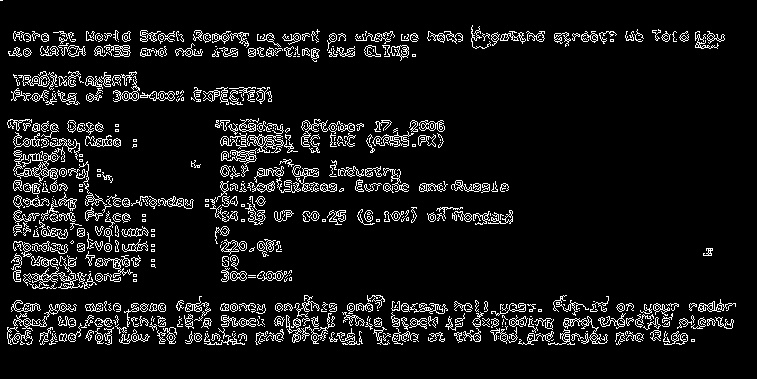 Here at World Stock Report we work on what we here from the street? We Told you
to WATCH ARSS and now its starting its CLIMB.
TRADING ALERT!
Profits of 300-400% EXPECTED!
Trade Date : Tuesday, October 17, 2006
Company Name : AMEROSSI EC INC (ARSS.PK)
Symbol : ARSS
Category : Oil and Gas Industry
Region : United States, Europe and Russia
Opening Price Monday : $4.10
Current Price : $4.35 UP $0.25 (6.10%) on Monday
Friday's Volumn: 0
Monday's Volumn: 220,001
Weeks Target : $9
Expectations : 300-400%
Can you make some fast money on this one? We say hell yes. Put it on your radar
now. We feel this is a Stock Alert! This stock is exploding and there is plenty
of time for you to join in the profits! Trade at the Top and Enjoy the Ride.